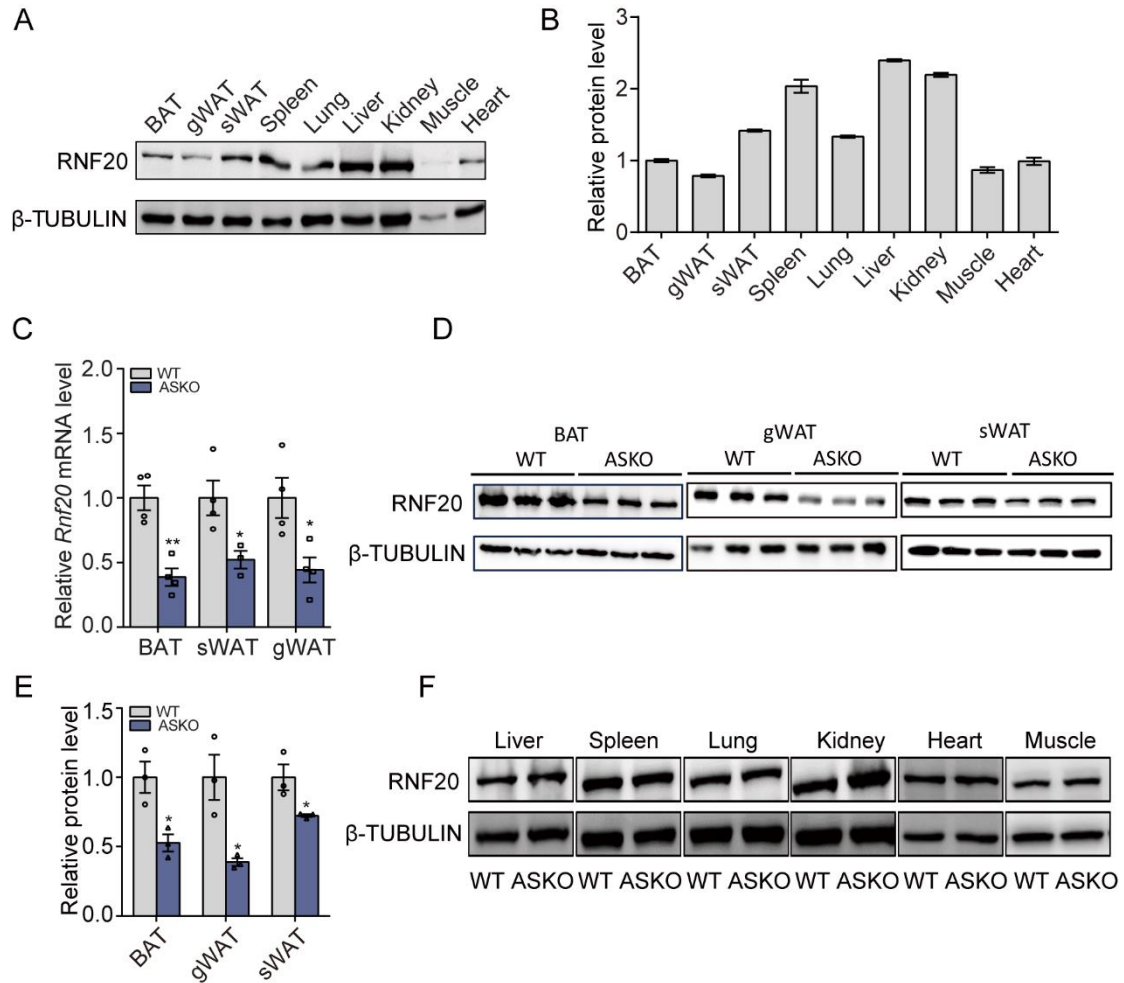 A
BAT gWAT sWAT Spleen Lung Liver Kidney Muscle Heart
RNF20
β-TUBULIN
B
Relative protein level
3
2
1
0
BAT gWAT sWAT Spleen Lung Liver Kidney Muscle Heart
C
Relative Rnf20 mRNA level
2.0
1.5
1.0
0.5
0.0
WT
ASKO
**
*
*
BAT sWAT gWAT
D
BAT gWAT sWAT
WT ASKO WT ASKO WT ASKO
RNF20
β-TUBULIN
E
Relative protein level
1.5
1.0
0.5
0.0
WT
ASKO
*
*
*
BAT gWAT sWAT
F
Liver Spleen Lung Kidney Heart Muscle
RNF20
β-TUBULIN
WT ASKO WT ASKO WT ASKO WT ASKO WT ASKO WT ASKO